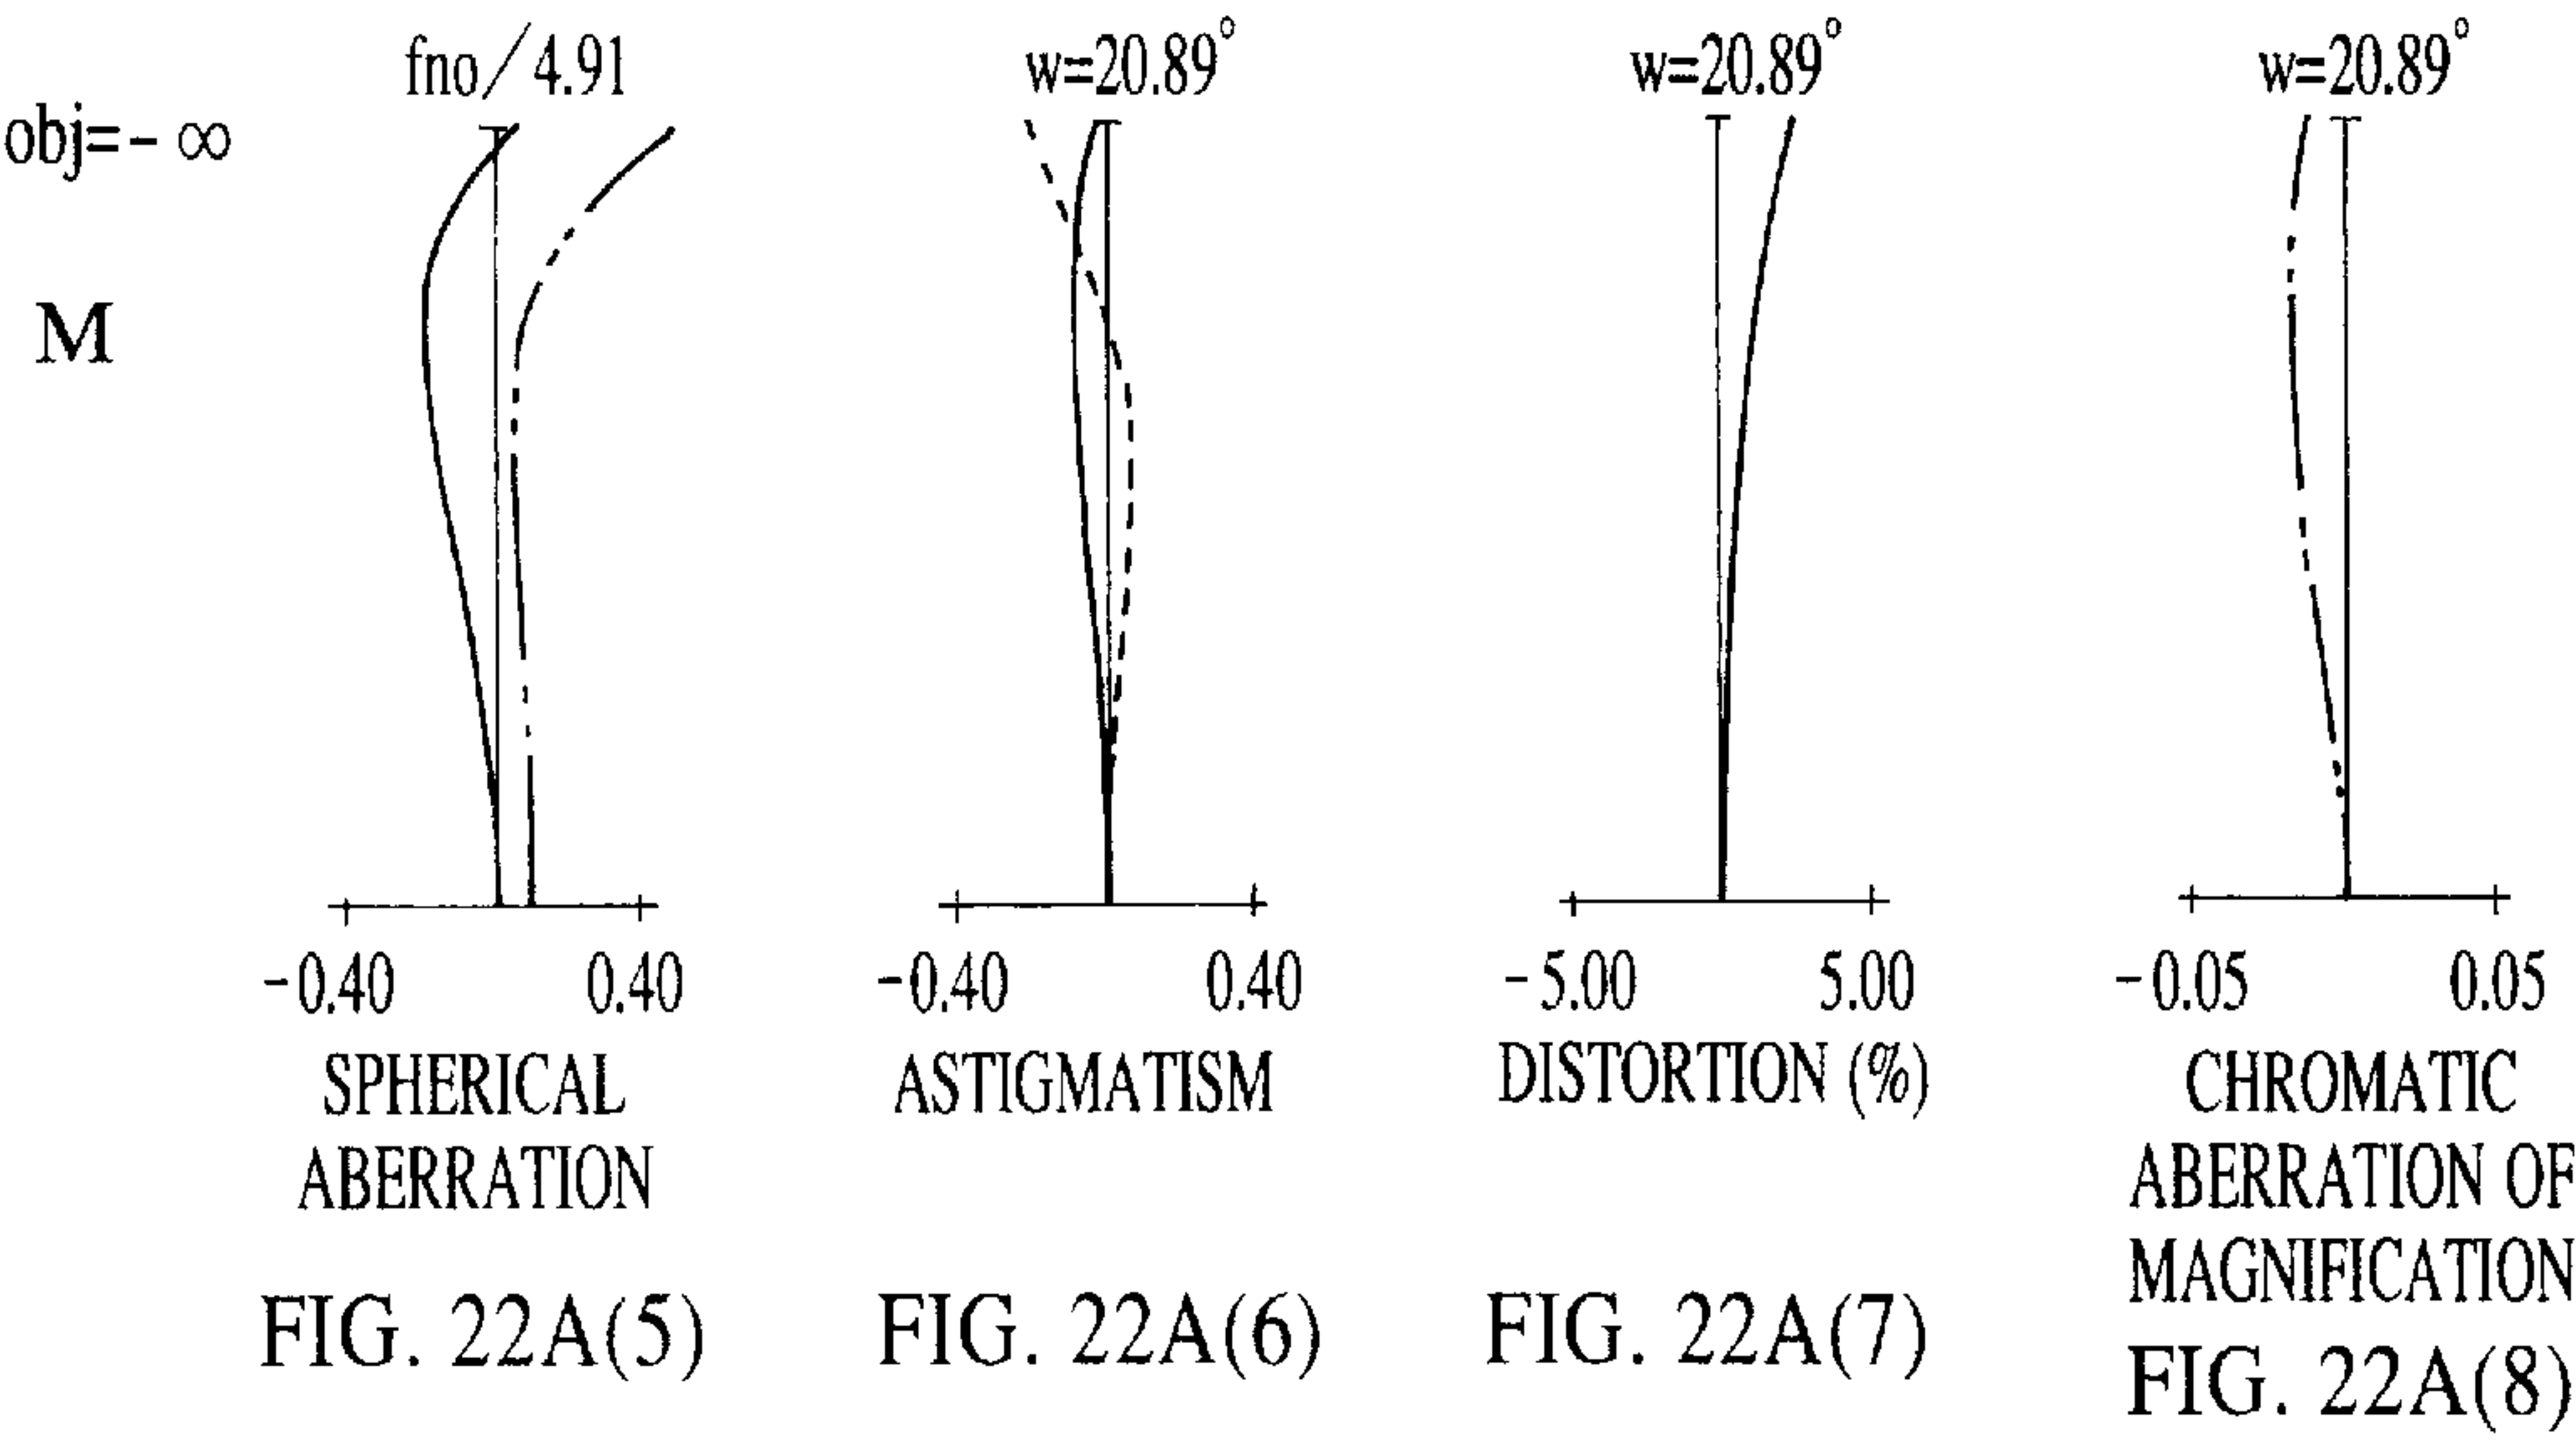 fno/4.91
w=20.89°
w=20.89°
w=20.89°
obj=-∞
M
-0.40
0.40
-0.40
0.40
-5.00
5.00
-0.05
0.05
SPHERICAL
ABERRATION
ASTIGMATISM
DISTORTION (%)
CHROMATIC
ABERRATION OF
MAGNIFICATION
FIG. 22A(5)
FIG. 22A(6)
FIG. 22A(7)
FIG. 22A(8)